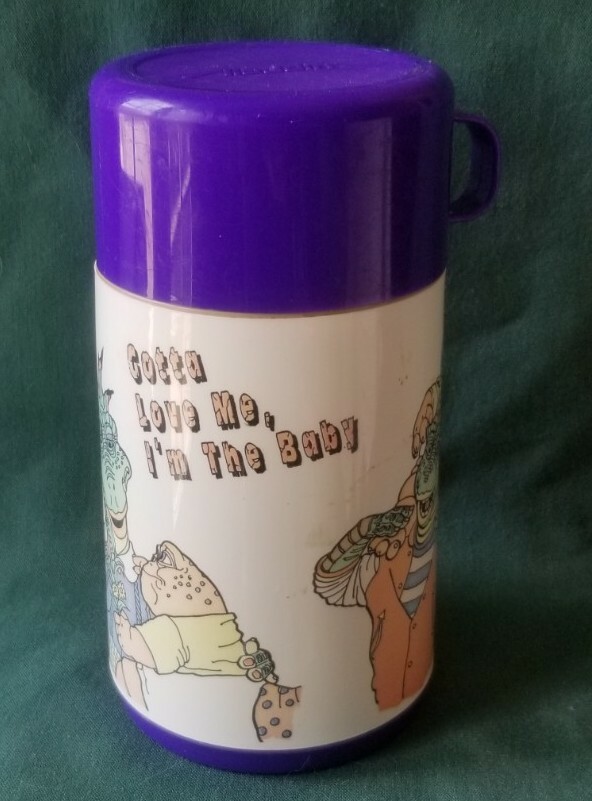 Gotta
Love Me,
I'm The Baby